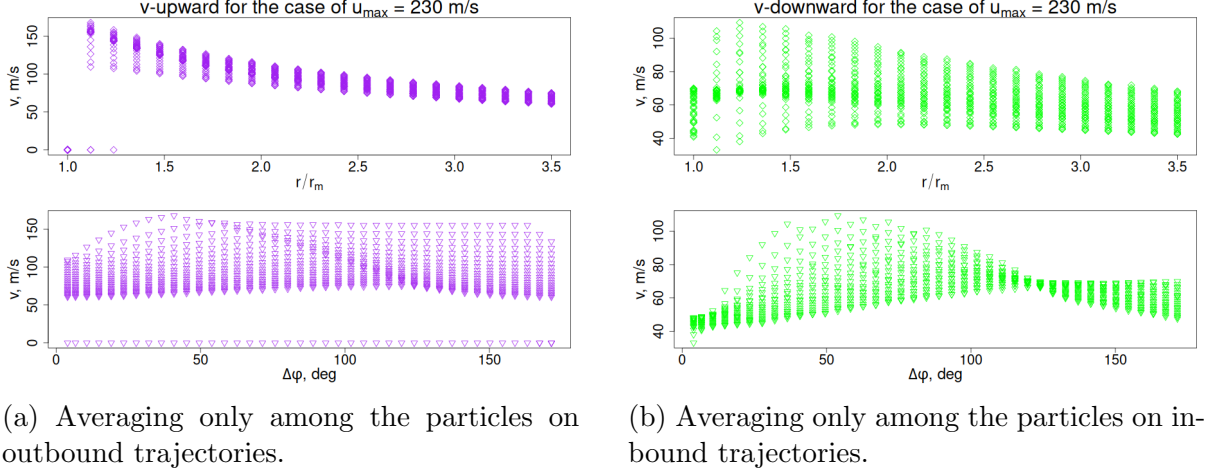 v-upward for the case of umax = 230 m/s
v, m/s
0 50 100 150
1.0 1.5 2.0 2.5 3.0 3.5
r/rm
v, m/s
0 50 100 150
0 50 100 150
Δφ, deg
(a) Averaging only among the particles on
outbound trajectories.
v-downward for the case of umax = 230 m/s
v, m/s
40 60 80 100
1.0 1.5 2.0 2.5 3.0 3.5
r/rm
v, m/s
40 60 80 100
0 50 100 150
Δφ, deg
(b) Averaging only among the particles on in-
bound trajectories.